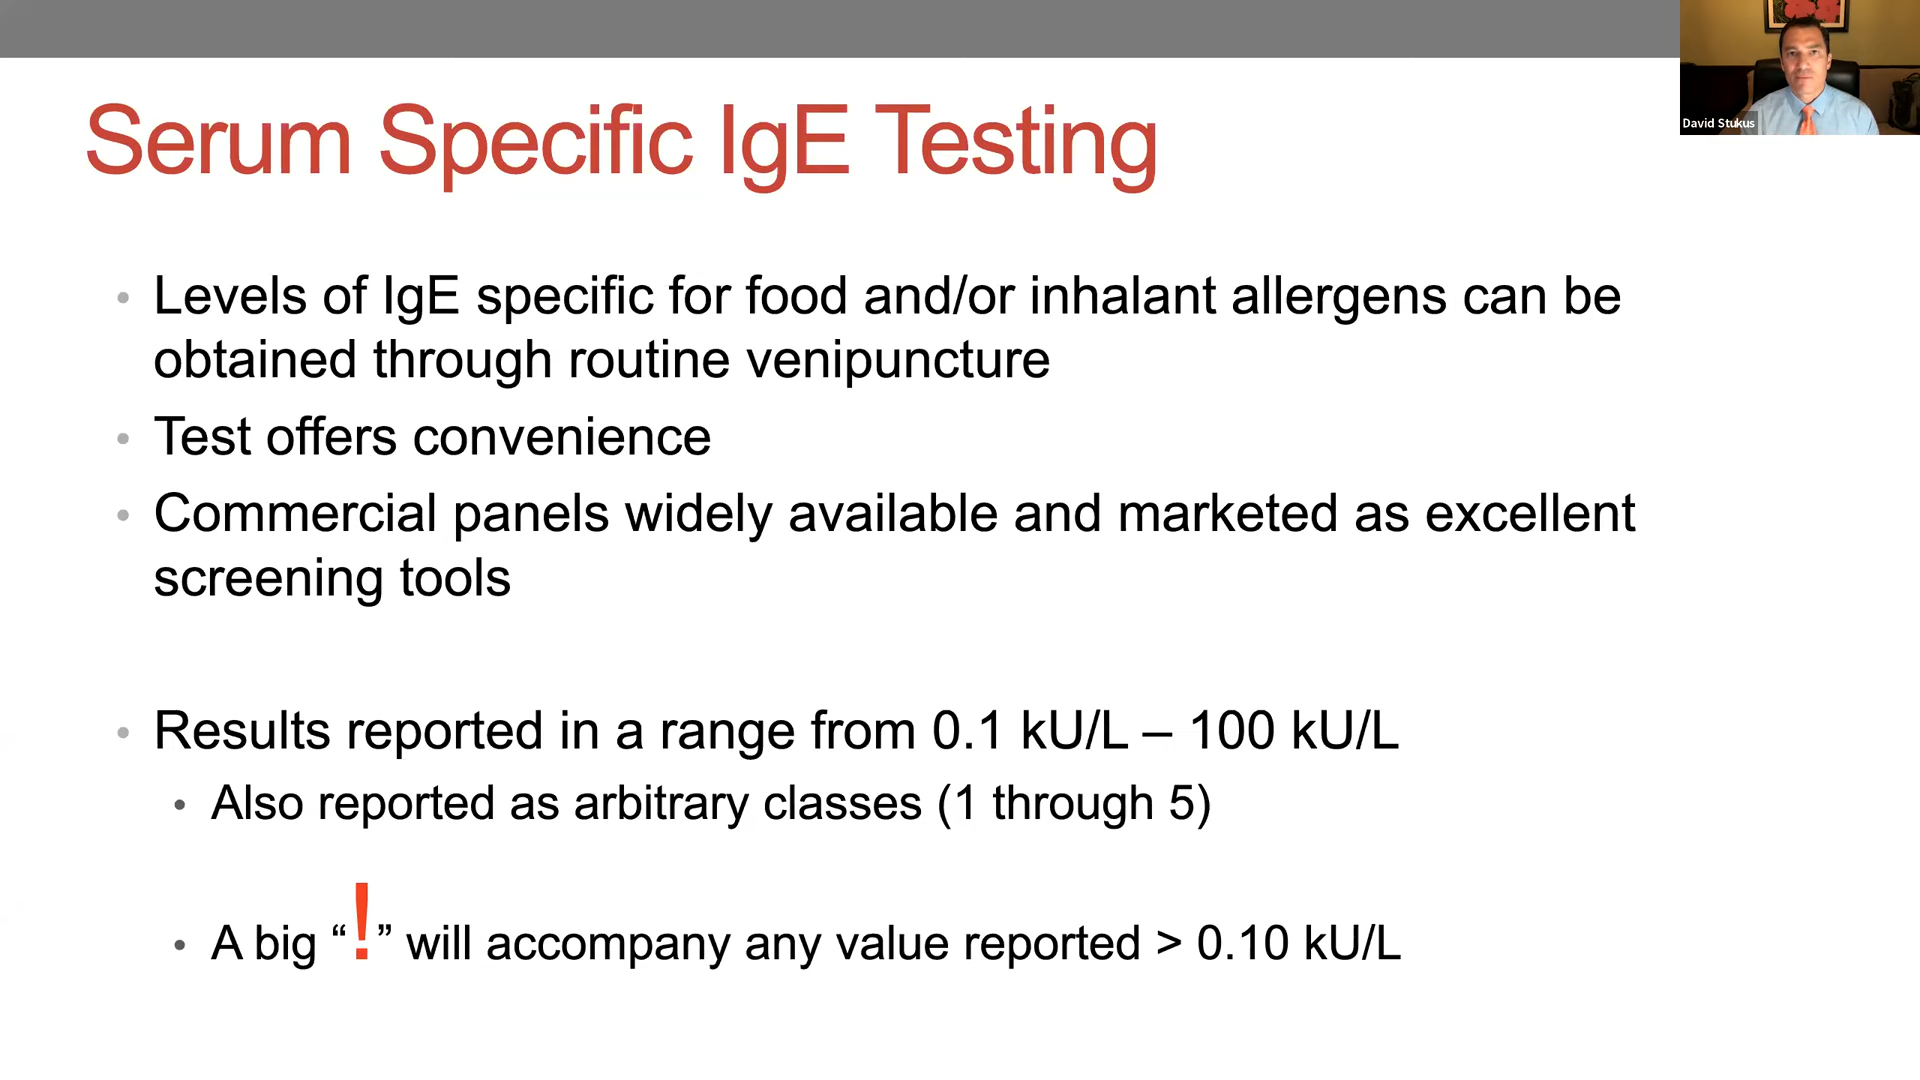 David Stukus
Serum Specific IgE Testing
• Levels of IgE specific for food and/or inhalant allergens can be
obtained through routine venipuncture
• Test offers convenience
• Commercial panels widely available and marketed as excellent
screening tools
• Results reported in a range from 0.1 kU/L – 100 kU/L
• Also reported as arbitrary classes (1 through 5)
• A big “!” will accompany any value reported > 0.10 kU/L